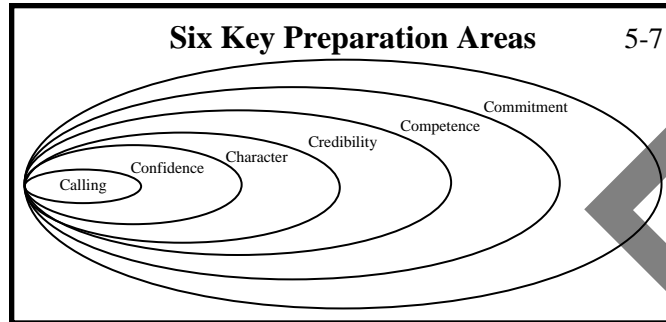 Six Key Preparation Areas 5-7
Commitment
Competence
Credibility
Character
Confidence
Calling